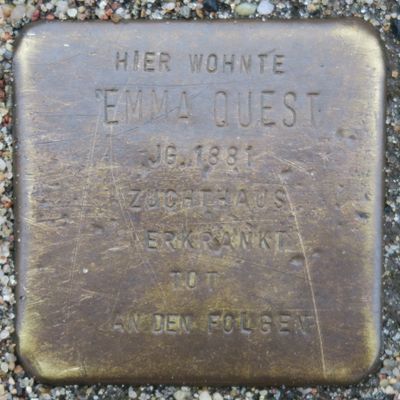 HIER WOHNTE
EMMA QUEST
JG. 1881
ZUCHTHAUS
ERKRANKT
TOT
AN DEN FOLGEN